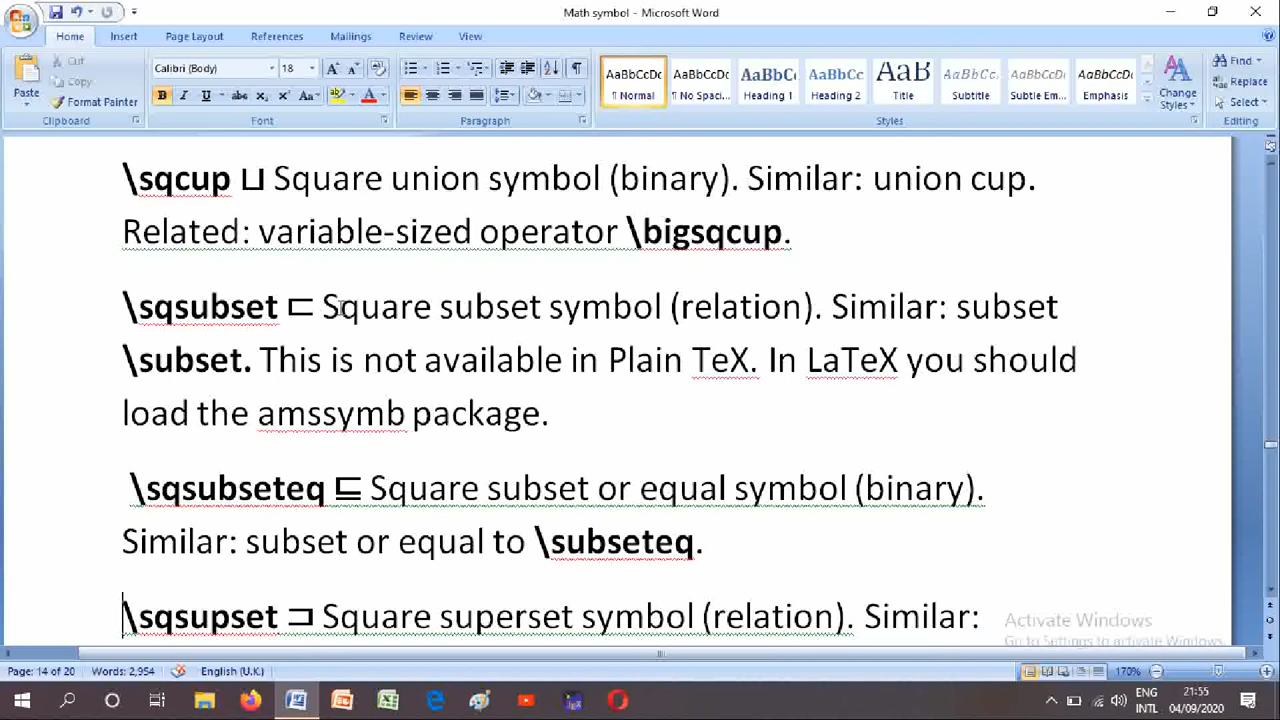 Math symbol - Microsoft Word
Home Insert Page Layout References Mailings Review View
Cut
Copy
Format Painter
Paste
Calibri (Body) 18
AaBbCcDc AaBbCcDc AaBbCc AaBbCc AaB AaBbCcDc AaBbCcDc AaBbCcDc
¶ Normal ¶ No Spaci... Heading 1 Heading 2 Title Subtitle Subtle Em... Emphasis
Change Styles
Find
Replace
Select
Clipboard Font Paragraph Styles Editing
\sqcup ⊔ Square union symbol (binary). Similar: union cup.
Related: variable-sized operator \bigsqcup.
\sqsubset ⊏ Square subset symbol (relation). Similar: subset
\subset. This is not available in Plain TeX. In LaTeX you should
load the amssymb package.
\sqsubseteq ⊑ Square subset or equal symbol (binary).
Similar: subset or equal to \subseteq.
\sqsupset ⊐ Square superset symbol (relation). Similar:
Activate Windows
Go to Settings to activate Windows.
Page: 14 of 20 Words: 2,954 English (U.K.) 170%
ENG 21:55
INTL 04/09/2020